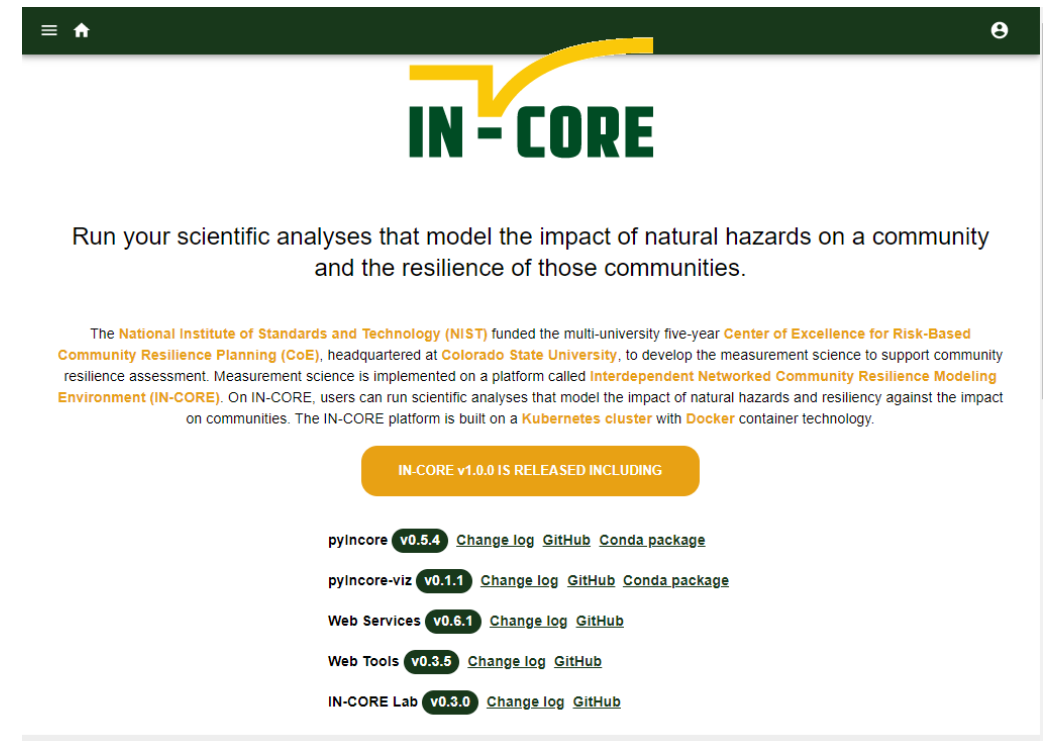 IN-CORE
Run your scientific analyses that model the impact of natural hazards on a community
and the resilience of those communities.
The National Institute of Standards and Technology (NIST) funded the multi-university five-year Center of Excellence for Risk-Based
Community Resilience Planning (CoE), headquartered at Colorado State University, to develop the measurement science to support community
resilience assessment. Measurement science is implemented on a platform called Interdependent Networked Community Resilience Modeling
Environment (IN-CORE). On IN-CORE, users can run scientific analyses that model the impact of natural hazards and resiliency against the impact
on communities. The IN-CORE platform is built on a Kubernetes cluster with Docker container technology.
IN-CORE v1.0.0 IS RELEASED INCLUDING
pyIncore v0.5.4 Change log GitHub Conda package
pyIncore-viz v0.1.1 Change log GitHub Conda package
Web Services v0.6.1 Change log GitHub
Web Tools v0.3.5 Change log GitHub
IN-CORE Lab v0.3.0 Change log GitHub